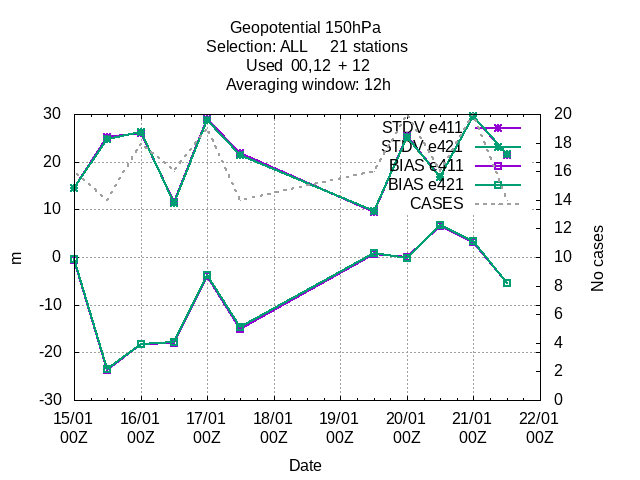 Geopotential 150hPa
Selection: ALL 21 stations
Used 00,12 + 12
Averaging window: 12h
30
20
10
0
-10
-20
-30
m
20
18
16
14
12
10
8
6
4
2
0
No cases
STDV e411
STDV e421
BIAS e411
BIAS e421
CASES
15/01 16/01 17/01 18/01 19/01 20/01 21/01 22/01
00Z 00Z 00Z 00Z 00Z 00Z 00Z 00Z
Date